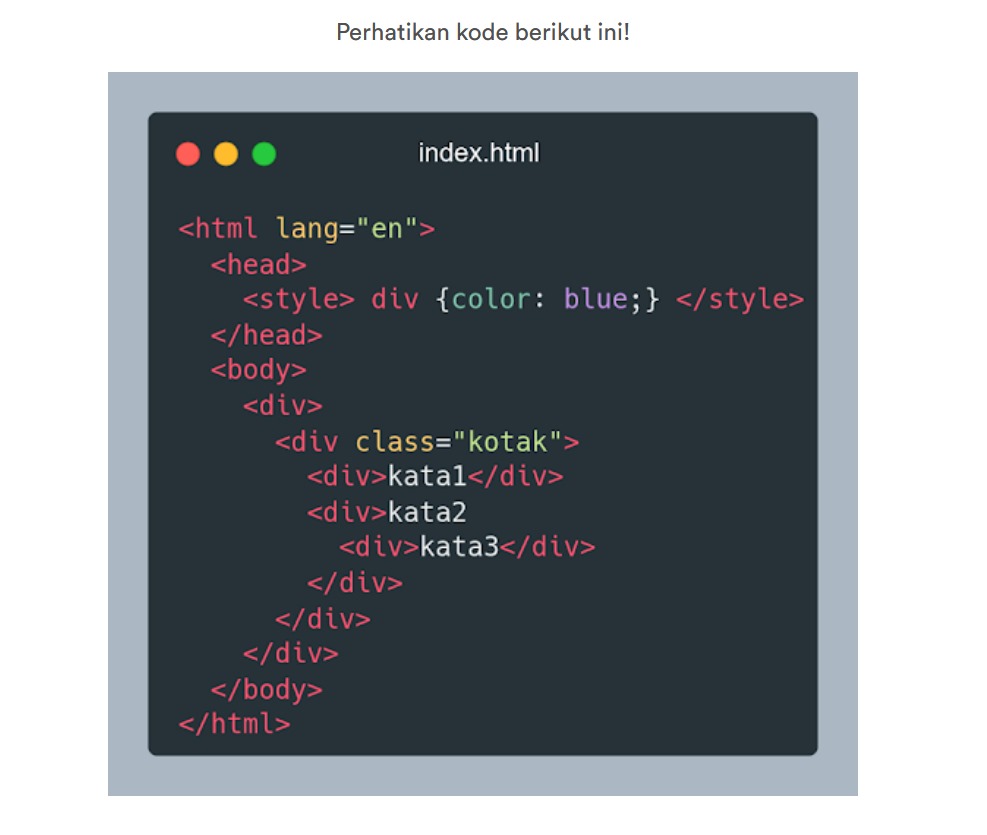 Perhatikan kode berikut ini!
index.html
<html lang="en">
  <head>
    <style> div {color: blue;} </style>
  </head>
  <body>
    <div>
      <div class="kotak">
        <div>kata1</div>
        <div>kata2
          <div>kata3</div>
        </div>
      </div>
    </div>
  </body>
</html>